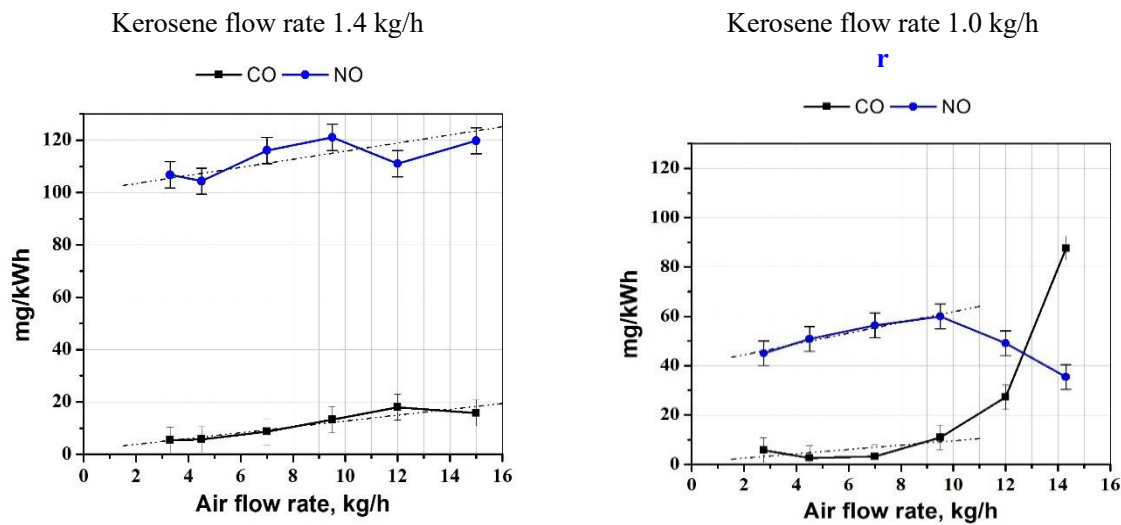 Kerosene flow rate 1.4 kg/h
CO NO
120
100
80
60
40
20
0
mg/kWh
0 2 4 6 8 10 12 14 16
Air flow rate, kg/h
Kerosene flow rate 1.0 kg/h
r
CO NO
120
100
80
60
40
20
0
mg/kWh
0 2 4 6 8 10 12 14 16
Air flow rate, kg/h